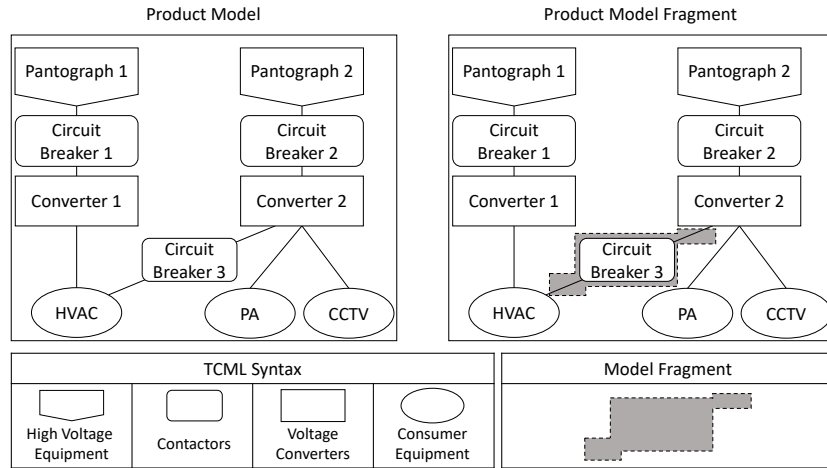 Product Model
Pantograph 1
Pantograph 2
Circuit
Breaker 1
Circuit
Breaker 2
Converter 1
Converter 2
Circuit
Breaker 3
HVAC
PA
CCTV
Product Model Fragment
Pantograph 1
Pantograph 2
Circuit
Breaker 1
Circuit
Breaker 2
Converter 1
Converter 2
Circuit
Breaker 3
HVAC
PA
CCTV
TCML Syntax
High Voltage
Equipment
Contactors
Voltage
Converters
Consumer
Equipment
Model Fragment